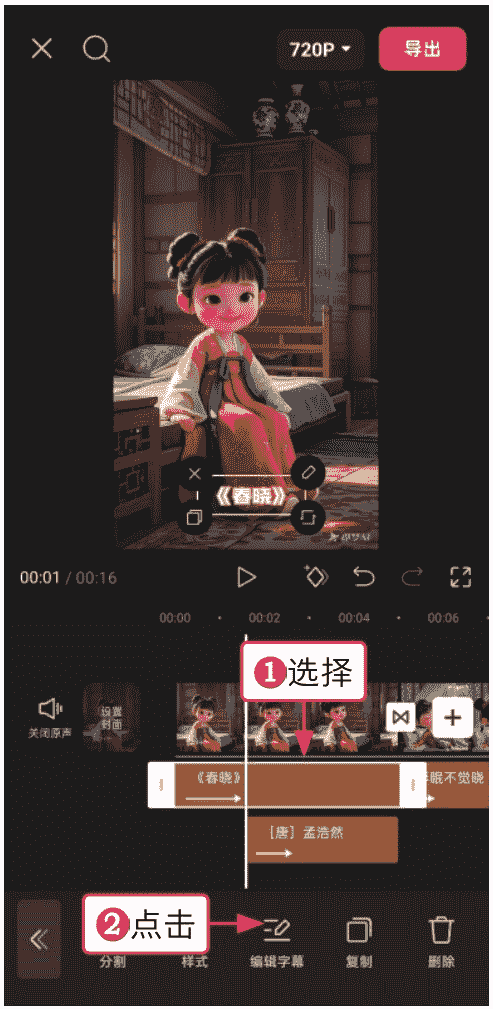 720P
导出
《春晓》
00:01 / 00:16
00:00
00:02
00:04
00:06
❶选择
关闭原声
设置
封面
《春晓》
眠不觉晓
[唐] 孟浩然
❷点击
分割
样式
编辑字幕
复制
删除